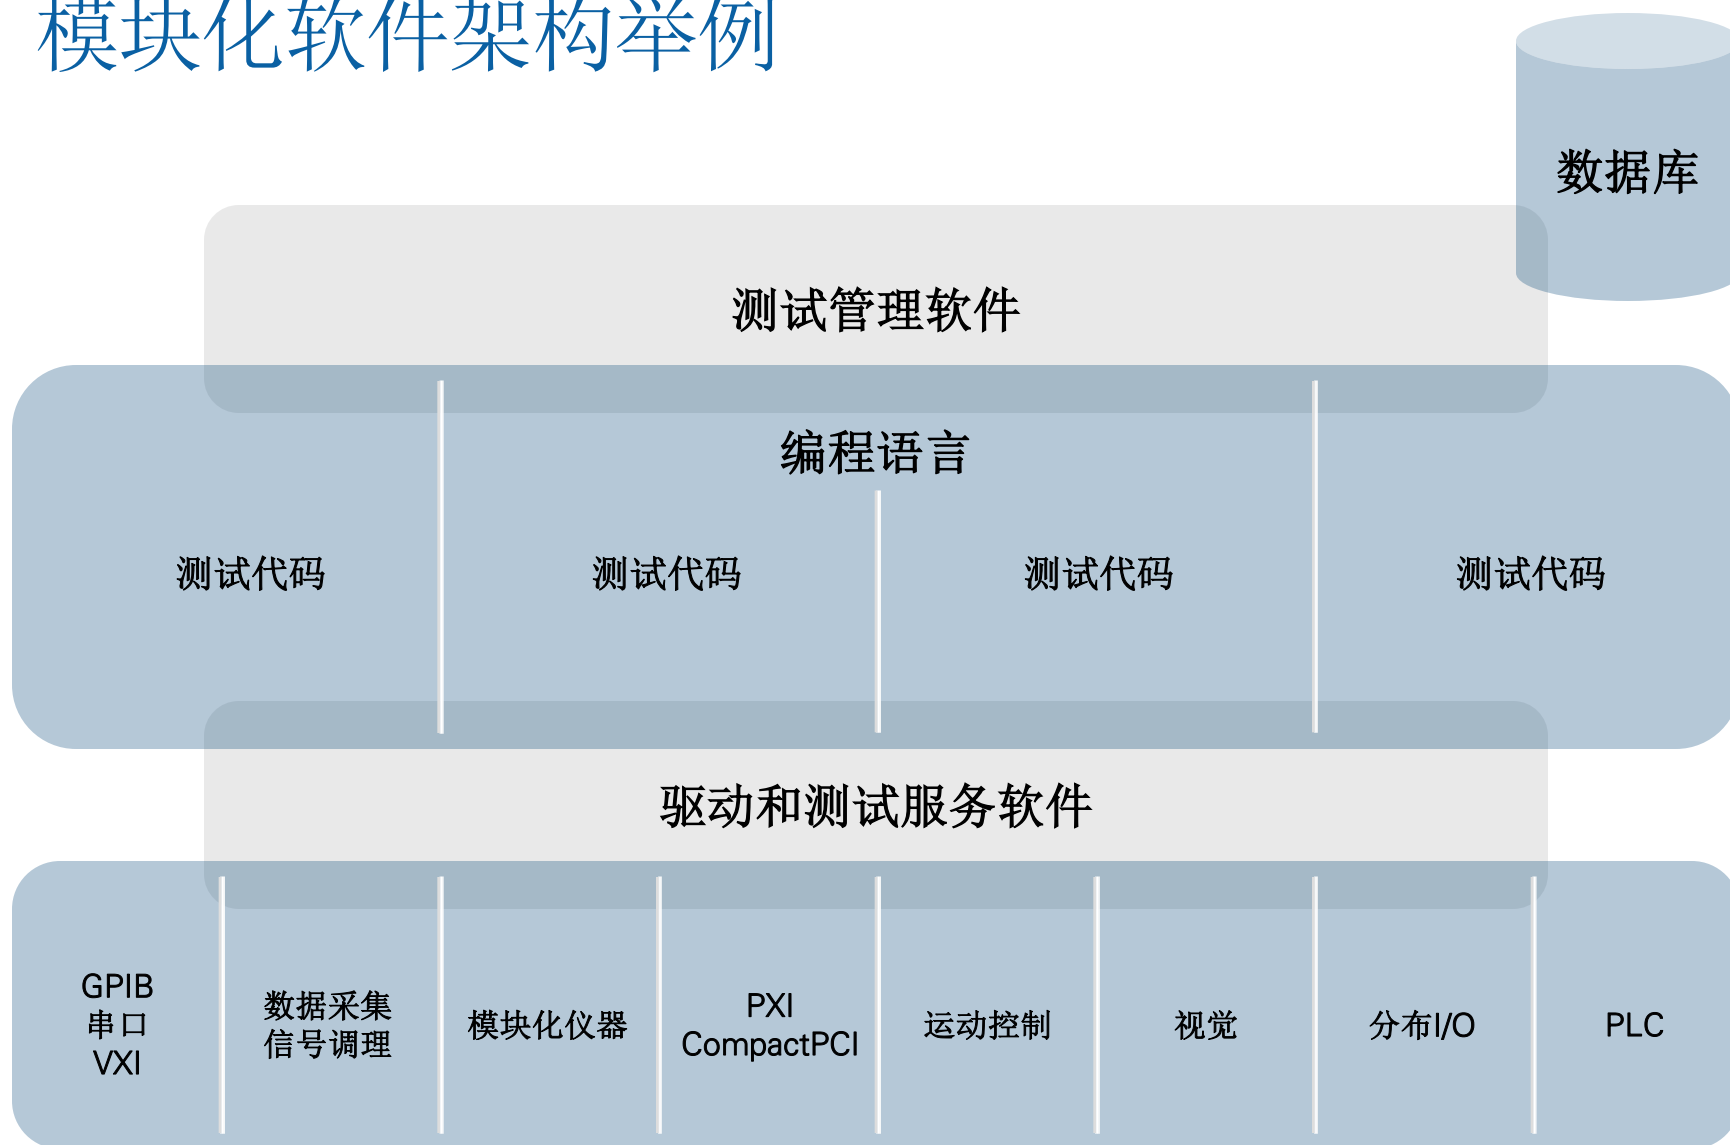 模块化软件架构举例
数据库
测试管理软件
编程语言
测试代码
测试代码
测试代码
测试代码
驱动和测试服务软件
GPIB
串口
VXI
数据采集
信号调理
模块化仪器
PXI
CompactPCI
运动控制
视觉
分布I/O
PLC